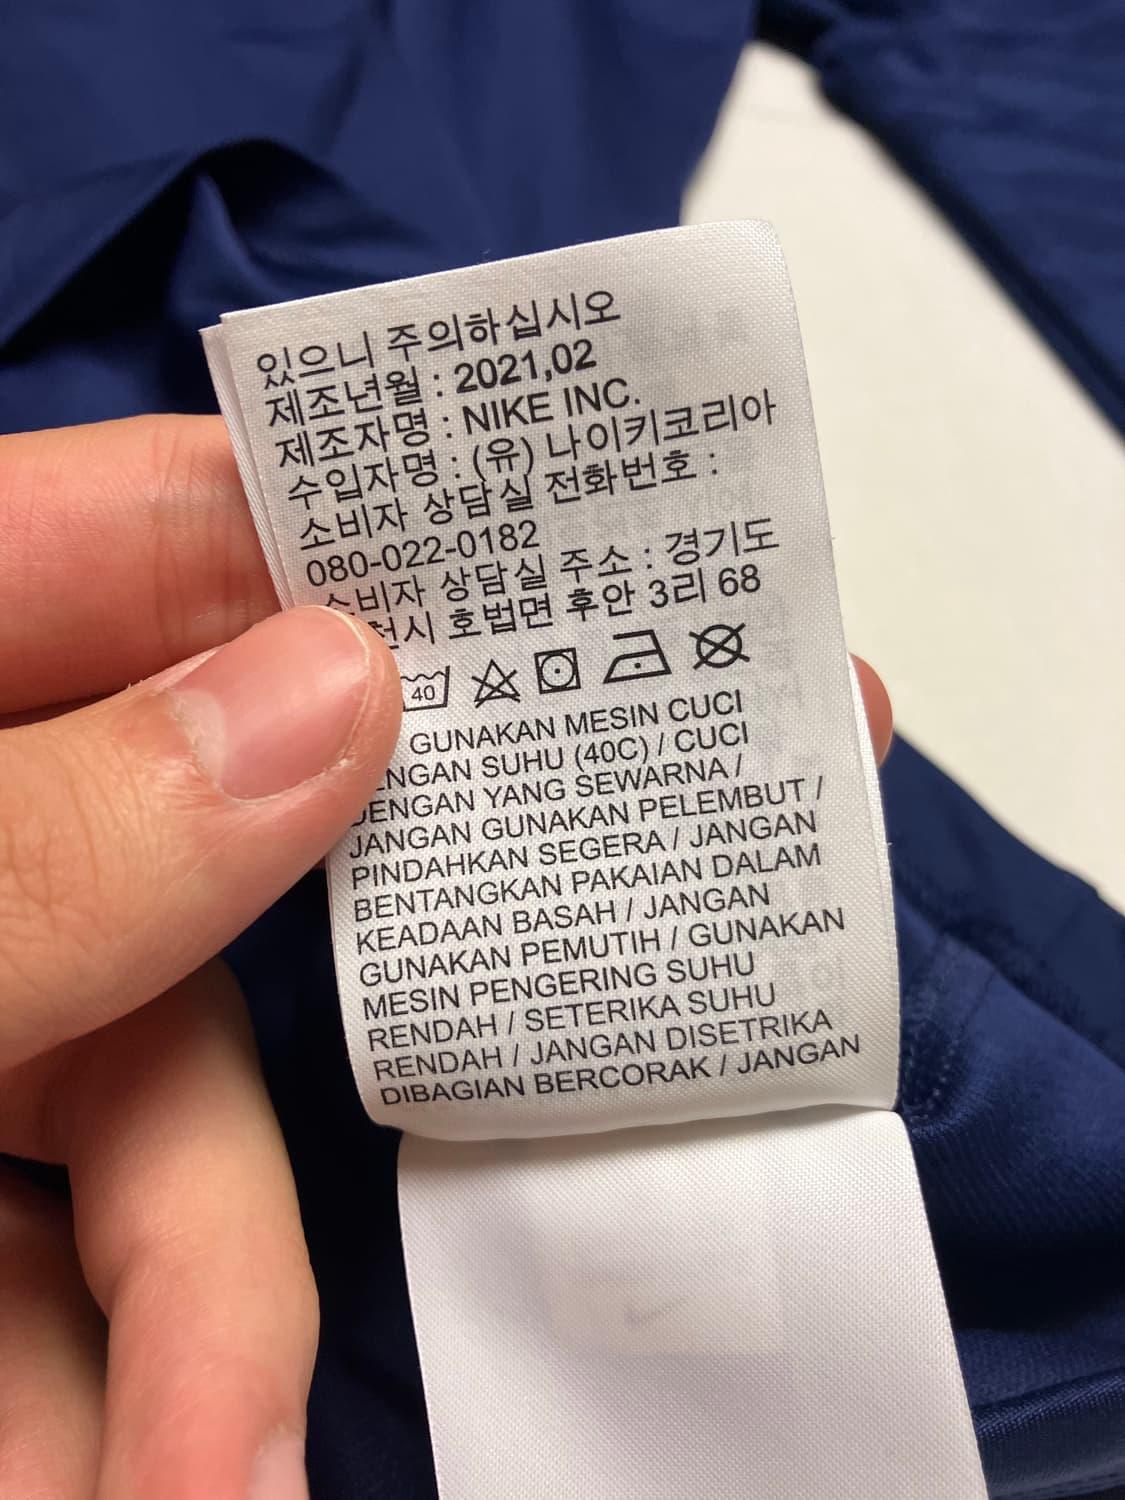 있으니 주의하십시오
제조년월 : 2021,02
제조자명 : NIKE INC.
수입자명 : (유) 나이키코리아
소비자 상담실 전화번호 :
080-022-0182
소비자 상담실 주소 : 경기도
호법면 후안 3리 68
40
GUNAKAN MESIN CUCI
SUHU (40C) / CUCI
DENGAN YANG SEWARNA /
JANGAN GUNAKAN PELEMBUT /
PINDAHKAN SEGERA / JANGAN
BENTANGKAN PAKAIAN DALAM
KEADAAN BASAH / JANGAN
GUNAKAN PEMUTIH / GUNAKAN
MESIN PENGERING SUHU
RENDAH / SETERIKA SUHU
RENDAH / JANGAN DISETRIKA
DIBAGIAN BERCORAK / JANGAN